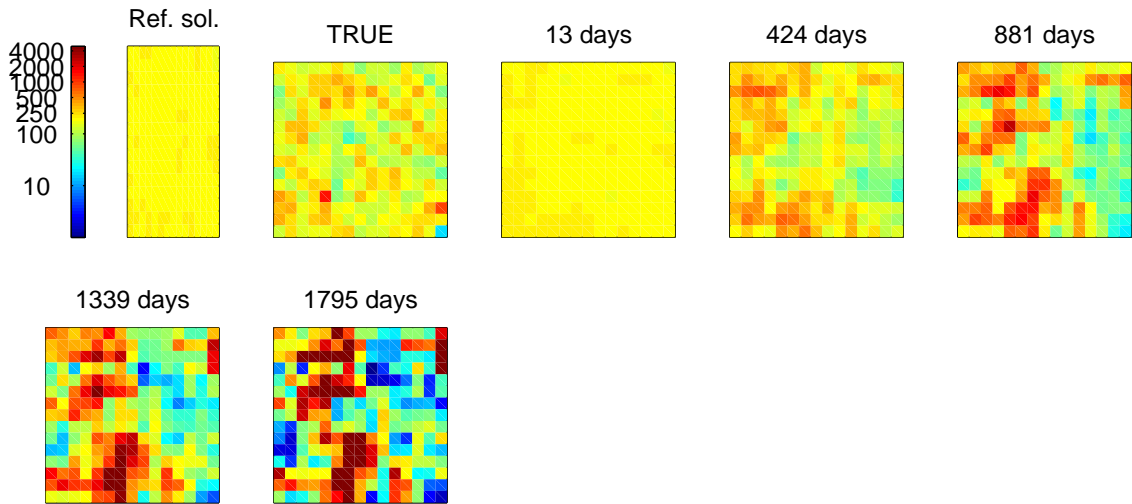 Ref. sol.
TRUE
13 days
424 days
881 days
4000
2000
1000
500
250
100
10
1339 days
1795 days